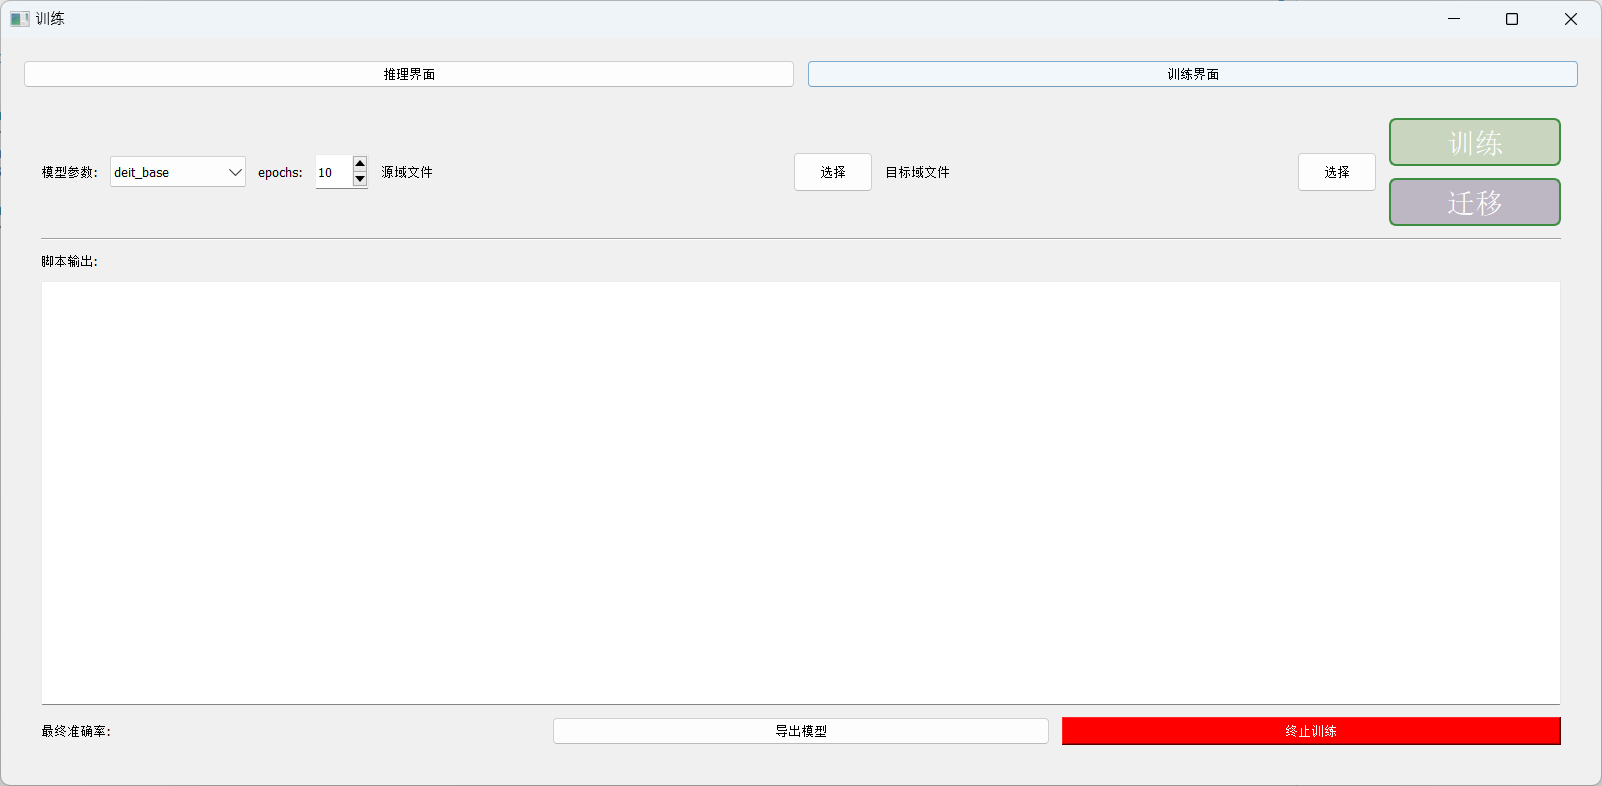 训练
推理界面
训练界面
模型参数:
deit_base
epochs:
10
源域文件
选择
目标域文件
选择
训练
迁移
脚本输出:
最终准确率:
导出模型
终止训练